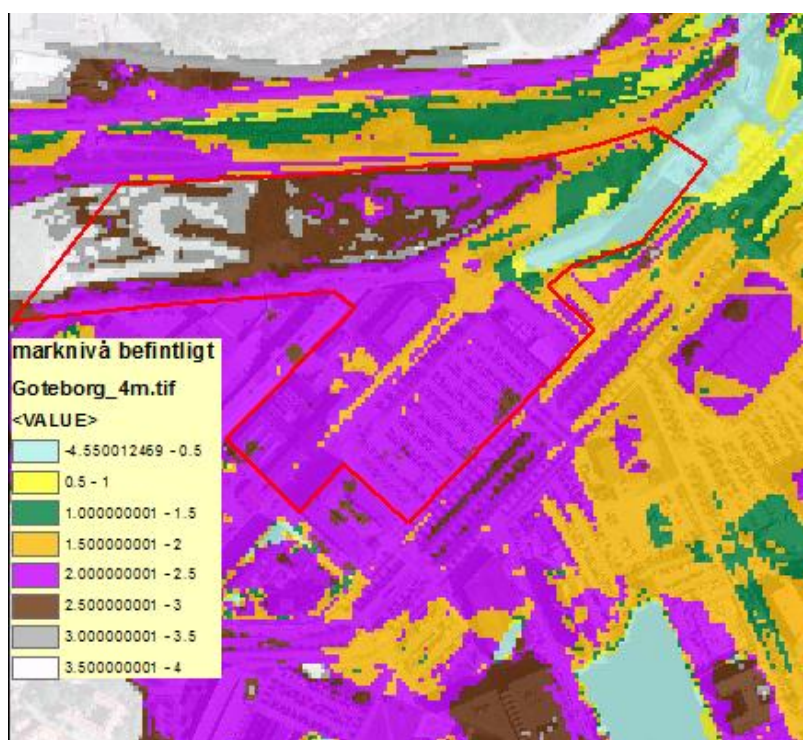 marknivå befintligt
Goteborg_4m.tif
<VALUE>
-4.550012469 - 0.5
0.5 - 1
1.000000001 - 1.5
1.500000001 - 2
2.000000001 - 2.5
2.500000001 - 3
3.000000001 - 3.5
3.500000001 - 4